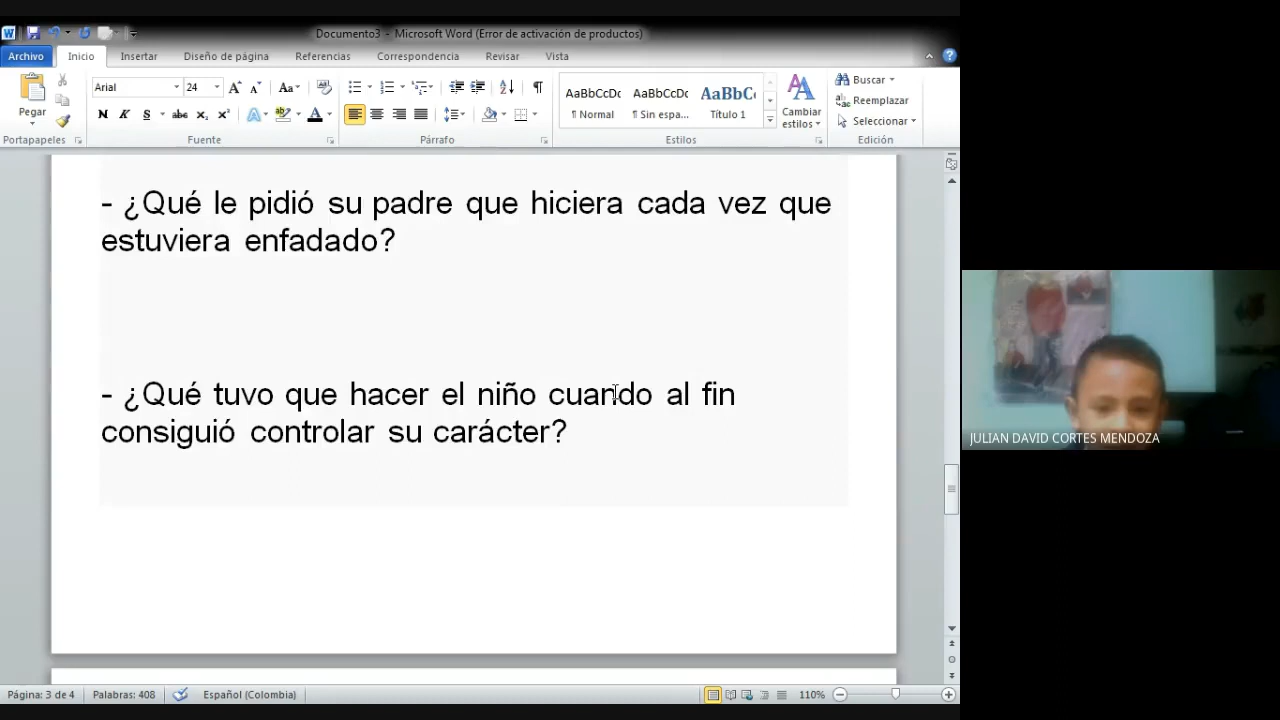 Documento3 - Microsoft Word (Error de activación de productos)
Archivo Inicio Insertar Diseño de página Referencias Correspondencia Revisar Vista
Pegar
Arial 24
AaBbCcDc AaBbCcDc AaBbC
¶ Normal ¶ Sin espa... Título 1
Cambiar estilos
Buscar
Reemplazar
Seleccionar
Portapapeles Fuente Párrafo Estilos Edición
- ¿Qué le pidió su padre que hiciera cada vez que
estuviera enfadado?
- ¿Qué tuvo que hacer el niño cuando al fin
consiguió controlar su carácter?
JULIAN DAVID CORTES MENDOZA
Página: 3 de 4 Palabras: 408 Español (Colombia) 110%